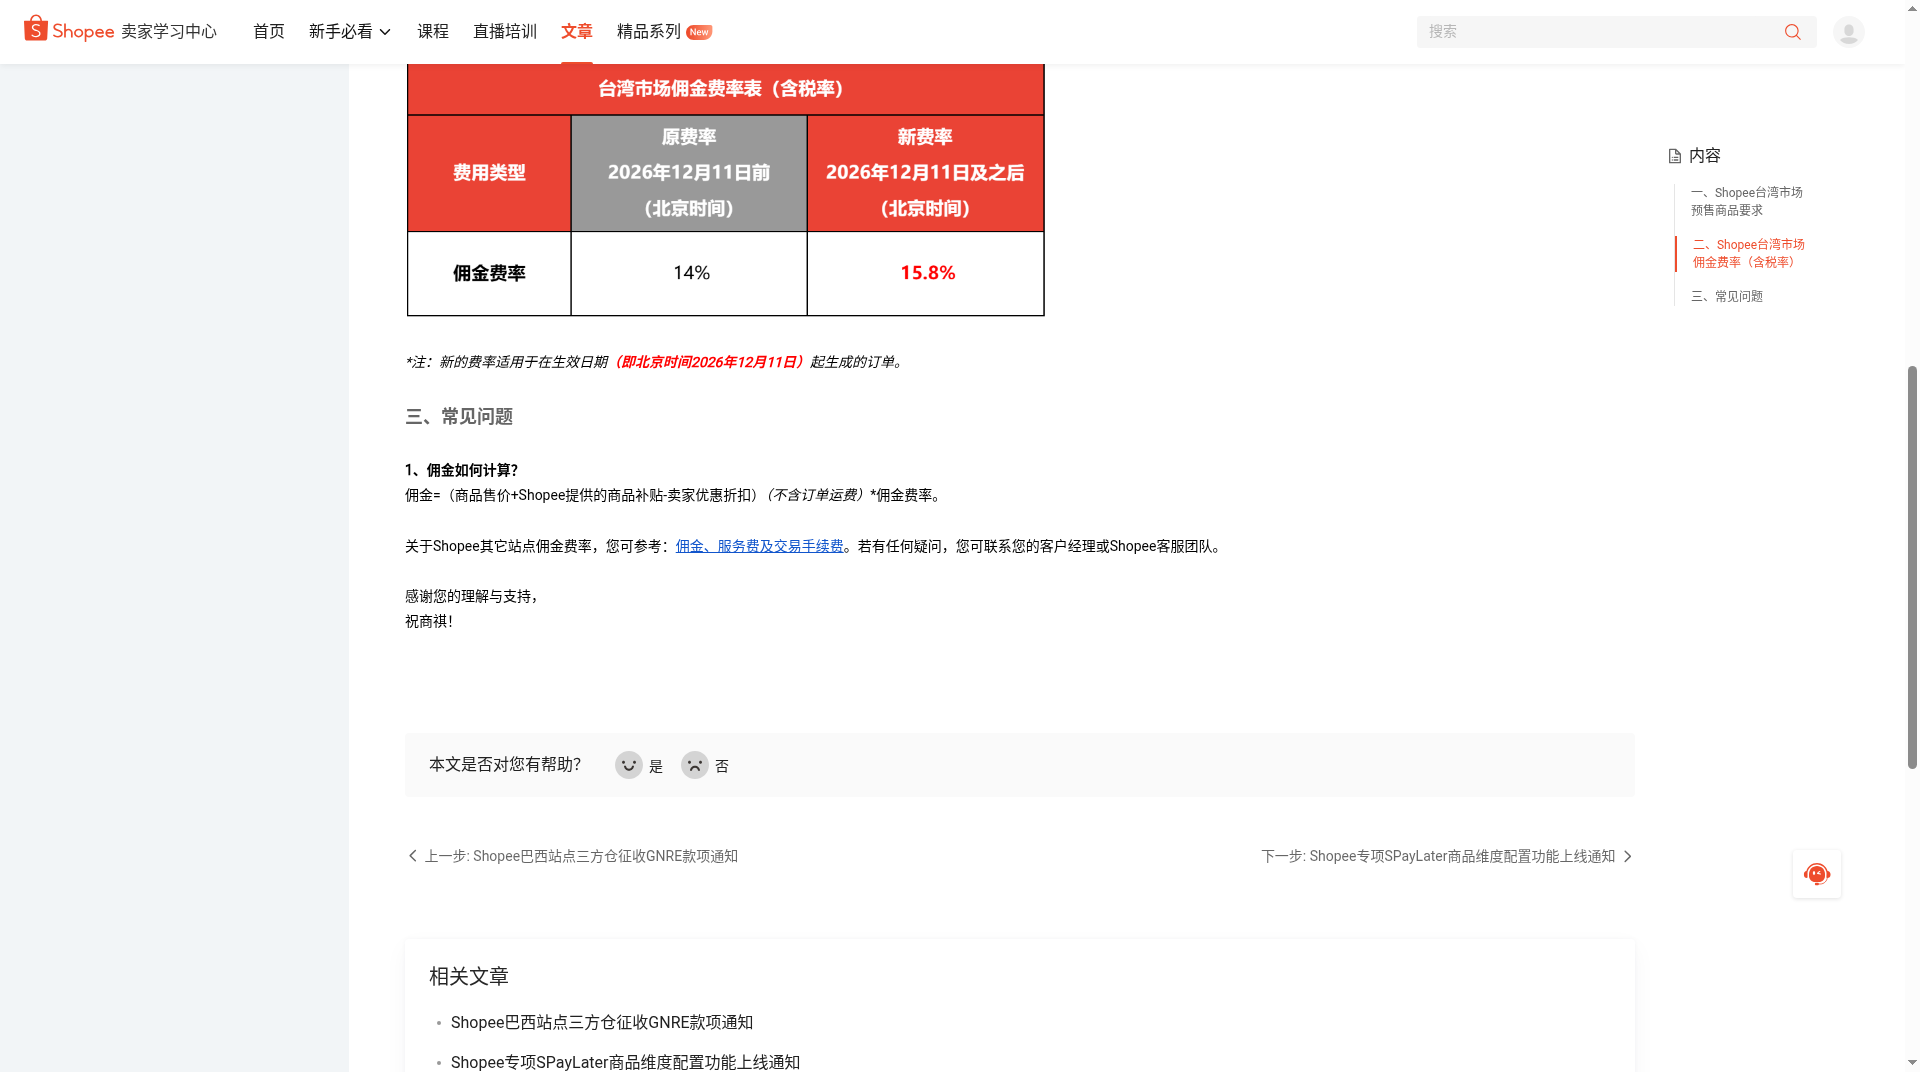 Shopee 卖家学习中心
首页
新手必看
课程
直播培训
文章
精品系列 New
搜索
台湾市场佣金费率表（含税率）
费用类型
原费率
2026年12月11日前
（北京时间）
新费率
2026年12月11日及之后
（北京时间）
佣金费率
14%
15.8%
*注：新的费率适用于在生效日期（即北京时间2026年12月11日）起生成的订单。
三、常见问题
1、佣金如何计算？
佣金=（商品售价+Shopee提供的商品补贴-卖家优惠折扣）（不含订单运费）*佣金费率。
关于Shopee其它站点佣金费率，您可参考：佣金、服务费及交易手续费。若有任何疑问，您可联系您的客户经理或Shopee客服团队。
感谢您的理解与支持，
祝商祺！
本文是否对您有帮助？
是
否
上一步: Shopee巴西站点三方仓征收GNRE款项通知
下一步: Shopee专项SPayLater商品维度配置功能上线通知
相关文章
Shopee巴西站点三方仓征收GNRE款项通知
Shopee专项SPayLater商品维度配置功能上线通知
内容
一、Shopee台湾市场
预售商品要求
二、Shopee台湾市场
佣金费率（含税率）
三、常见问题